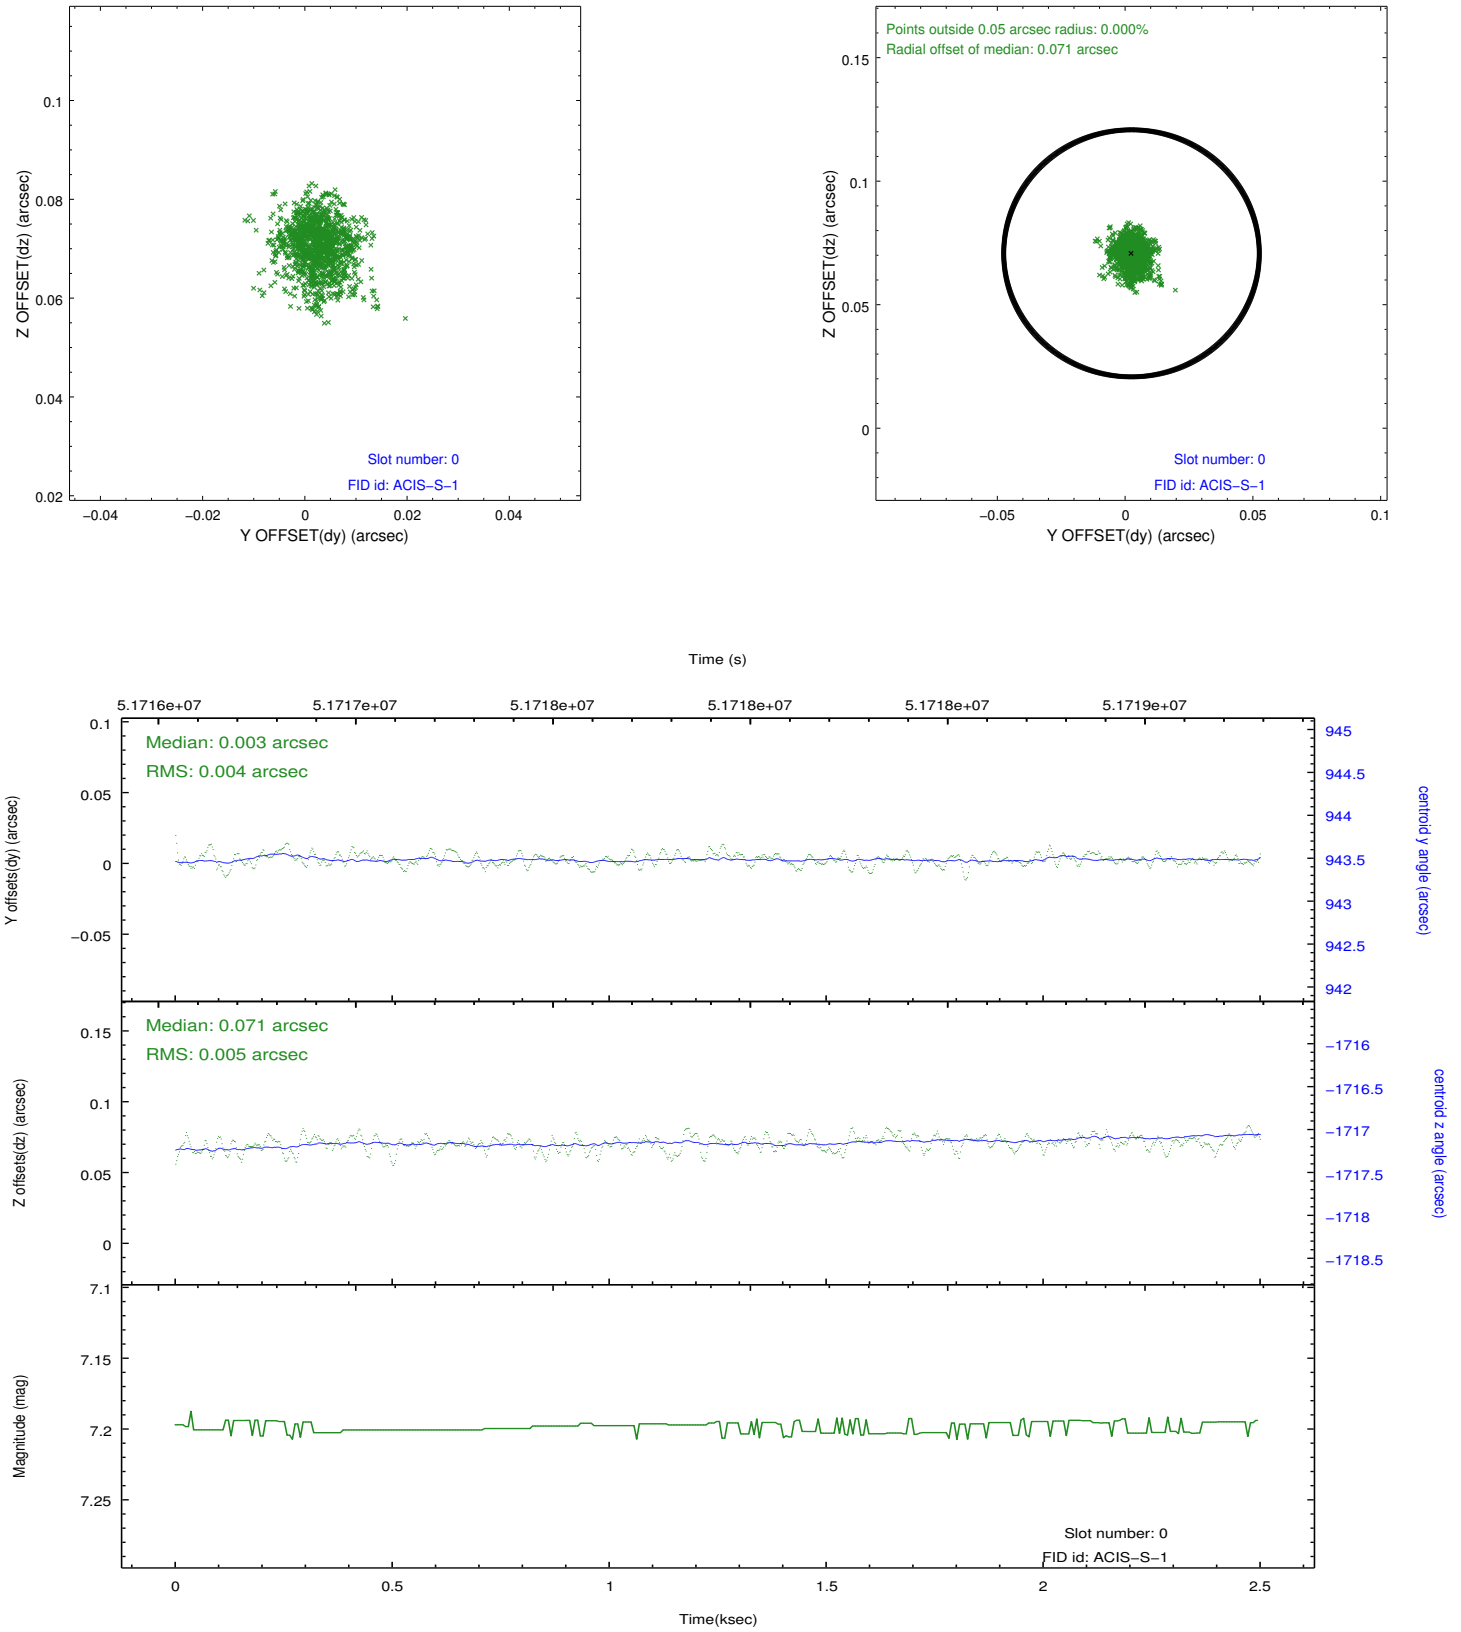 0.1
0.08
0.06
0.04
0.02
Z OFFSET(dz) (arcsec)
Slot number: 0
FID id: ACIS−S−1
−0.04 −0.02 0 0.02 0.04
Y OFFSET(dy) (arcsec)
Points outside 0.05 arcsec radius: 0.000%
Radial offset of median: 0.071 arcsec
0.15
0.1
0.05
0
Z OFFSET(dz) (arcsec)
Slot number: 0
FID id: ACIS−S−1
−0.05 0 0.05 0.1
Y OFFSET(dy) (arcsec)
Time (s)
5.1716e+07 5.1717e+07 5.1718e+07 5.1718e+07 5.1718e+07 5.1719e+07
Median: 0.003 arcsec
RMS: 0.004 arcsec
0.1
0.05
0
−0.05
Y offsets(dy) (arcsec)
945
944.5
944
943.5
943
942.5
942
centroid y angle (arcsec)
Median: 0.071 arcsec
RMS: 0.005 arcsec
0.15
0.1
0.05
0
Z offsets(dz) (arcsec)
−1716
−1716.5
−1717
−1717.5
−1718
−1718.5
centroid z angle (arcsec)
7.1
7.15
7.2
7.25
Magnitude (mag)
Slot number: 0
FID id: ACIS−S−1
0 0.5 1 1.5 2 2.5
Time(ksec)